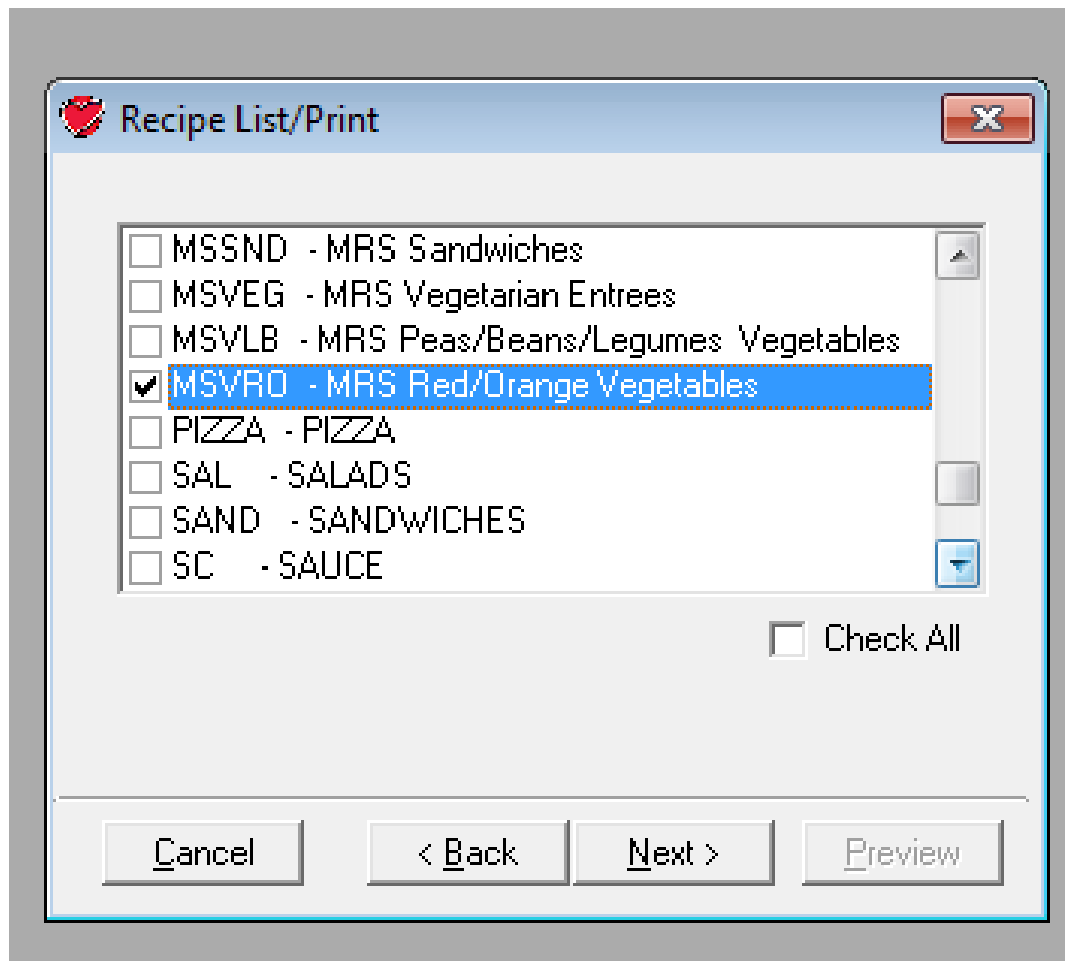 Recipe List/Print
MSSND - MRS Sandwiches
MSVEG - MRS Vegetarian Entrees
MSVLB - MRS Peas/Beans/Legumes Vegetables
MSVRO - MRS Red/Orange Vegetables
PIZZA - PIZZA
SAL - SALADS
SAND - SANDWICHES
SC - SAUCE
Check All
Cancel < Back Next > Preview